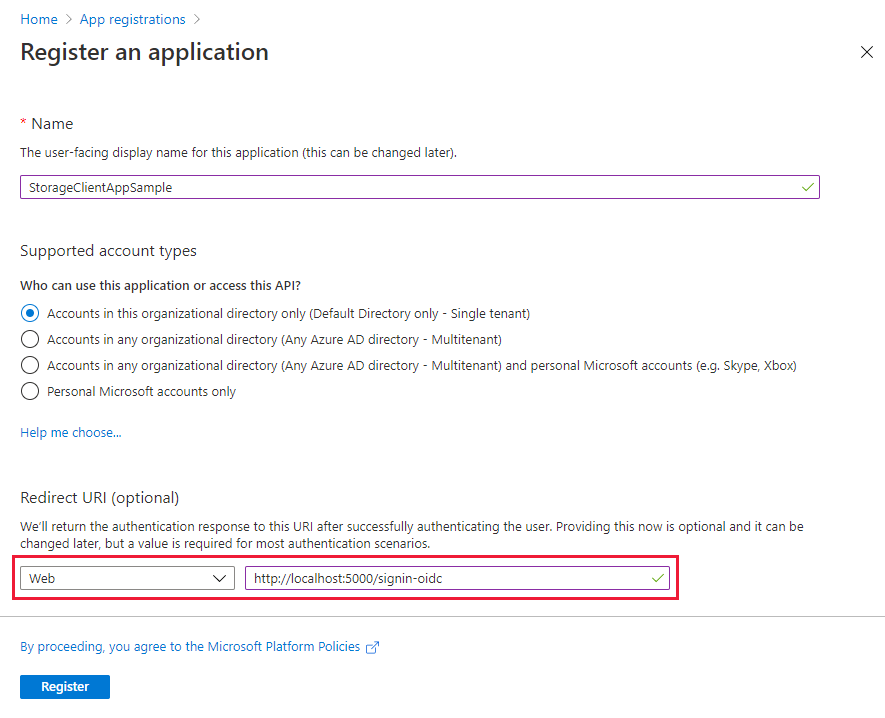 Home > App registrations >
Register an application
* Name
The user-facing display name for this application (this can be changed later).
StorageClientAppSample
Supported account types
Who can use this application or access this API?
Accounts in this organizational directory only (Default Directory only - Single tenant)
Accounts in any organizational directory (Any Azure AD directory - Multitenant)
Accounts in any organizational directory (Any Azure AD directory - Multitenant) and personal Microsoft accounts (e.g. Skype, Xbox)
Personal Microsoft accounts only
Help me choose...
Redirect URI (optional)
We'll return the authentication response to this URI after successfully authenticating the user. Providing this now is optional and it can be
changed later, but a value is required for most authentication scenarios.
Web http://localhost:5000/signin-oidc
By proceeding, you agree to the Microsoft Platform Policies
Register